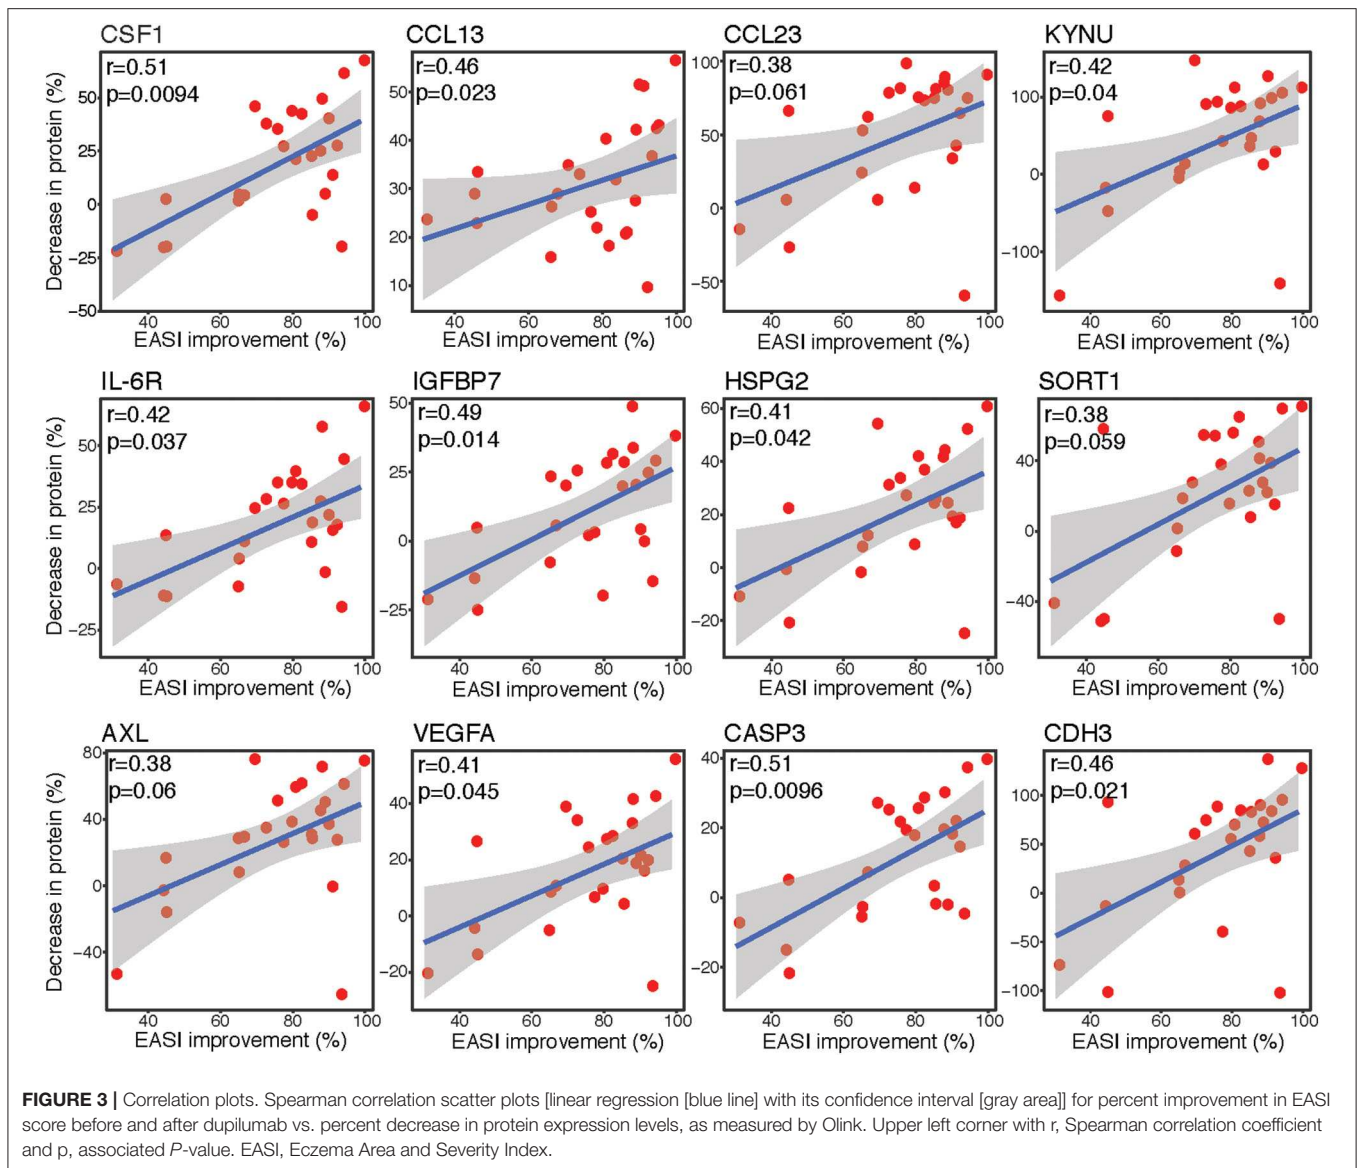 CSF1
r=0.51
p=0.0094
Decrease in protein (%)
50
25
0
−25
−50
40 60 80 100
EASI improvement (%)
CCL13
r=0.46
p=0.023
50
40
30
20
10
40 60 80 100
EASI improvement (%)
CCL23
r=0.38
p=0.061
100
50
0
−50
40 60 80 100
EASI improvement (%)
KYNU
r=0.42
p=0.04
100
0
−100
40 60 80 100
EASI improvement (%)
IL-6R
r=0.42
p=0.037
Decrease in protein (%)
50
25
0
−25
40 60 80 100
EASI improvement (%)
IGFBP7
r=0.49
p=0.014
50
25
0
−25
40 60 80 100
EASI improvement (%)
HSPG2
r=0.41
p=0.042
60
40
20
0
−20
40 60 80 100
EASI improvement (%)
SORT1
r=0.38
p=0.059
40
0
−40
40 60 80 100
EASI improvement (%)
AXL
r=0.38
p=0.06
Decrease in protein (%)
80
40
0
−40
40 60 80 100
EASI improvement (%)
VEGFA
r=0.41
p=0.045
40
20
0
−20
40 60 80 100
EASI improvement (%)
CASP3
r=0.51
p=0.0096
40
20
0
−20
40 60 80 100
EASI improvement (%)
CDH3
r=0.46
p=0.021
100
50
0
−50
−100
40 60 80 100
EASI improvement (%)
FIGURE 3 | Correlation plots. Spearman correlation scatter plots [linear regression [blue line] with its confidence interval [gray area]] for percent improvement in EASI
score before and after dupilumab vs. percent decrease in protein expression levels, as measured by Olink. Upper left corner with r, Spearman correlation coefficient
and p, associated P-value. EASI, Eczema Area and Severity Index.